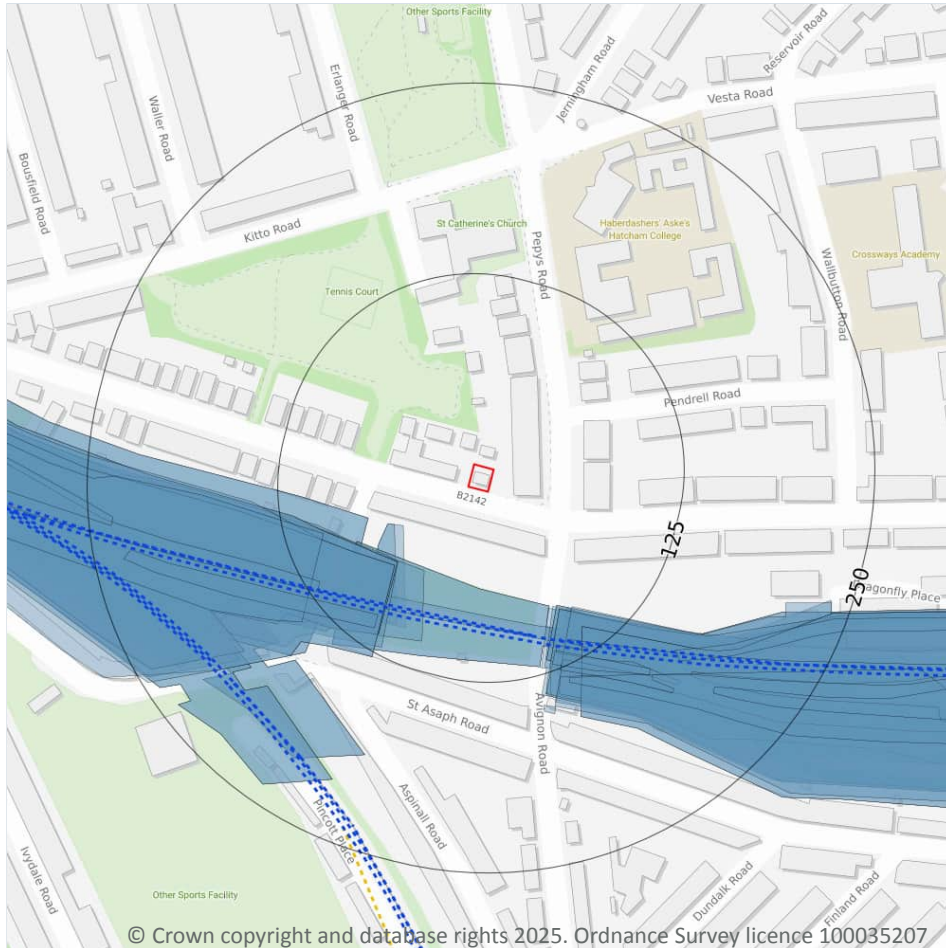 Other Sports Facility
Reservoir Road
Jerningham Road
Vesta Road
Erlanger Road
Waller Road
Bousfield Road
Kitto Road
St Catherine's Church
Haberdashers' Aske's
Hatcham College
Pepys Road
Crossways Academy
Wallbutton Road
Tennis Court
Pendrell Road
B2142
125
250
agonfly Place
St Asaph Road
Avignon Road
Aspinall Road
Pincott Place
Ivydale Road
Other Sports Facility
Dundalk Road
Finland Road
© Crown copyright and database rights 2025. Ordnance Survey licence 100035207